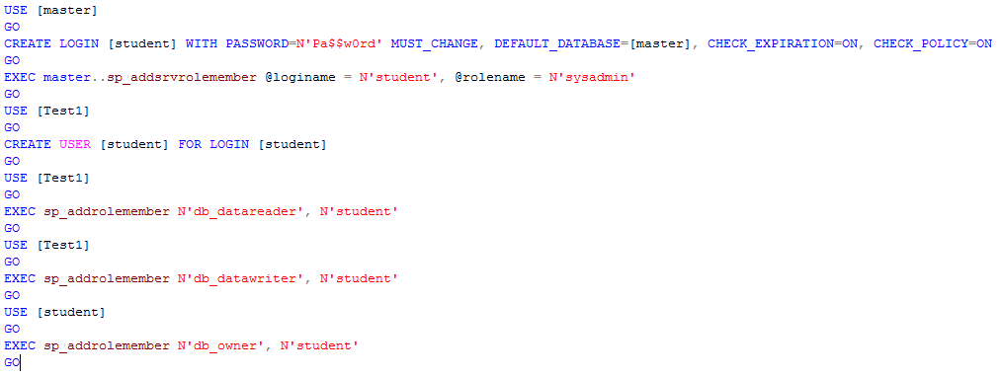 USE [master]
GO
CREATE LOGIN [student] WITH PASSWORD=N'Pa$$w0rd' MUST_CHANGE, DEFAULT_DATABASE=[master], CHECK_EXPIRATION=ON, CHECK_POLICY=ON
GO
EXEC master..sp_addsrvrolemember @loginame = N'student', @rolename = N'sysadmin'
GO
USE [Test1]
GO
CREATE USER [student] FOR LOGIN [student]
GO
USE [Test1]
GO
EXEC sp_addrolemember N'db_datareader', N'student'
GO
USE [Test1]
GO
EXEC sp_addrolemember N'db_datawriter', N'student'
GO
USE [student]
GO
EXEC sp_addrolemember N'db_owner', N'student'
GO